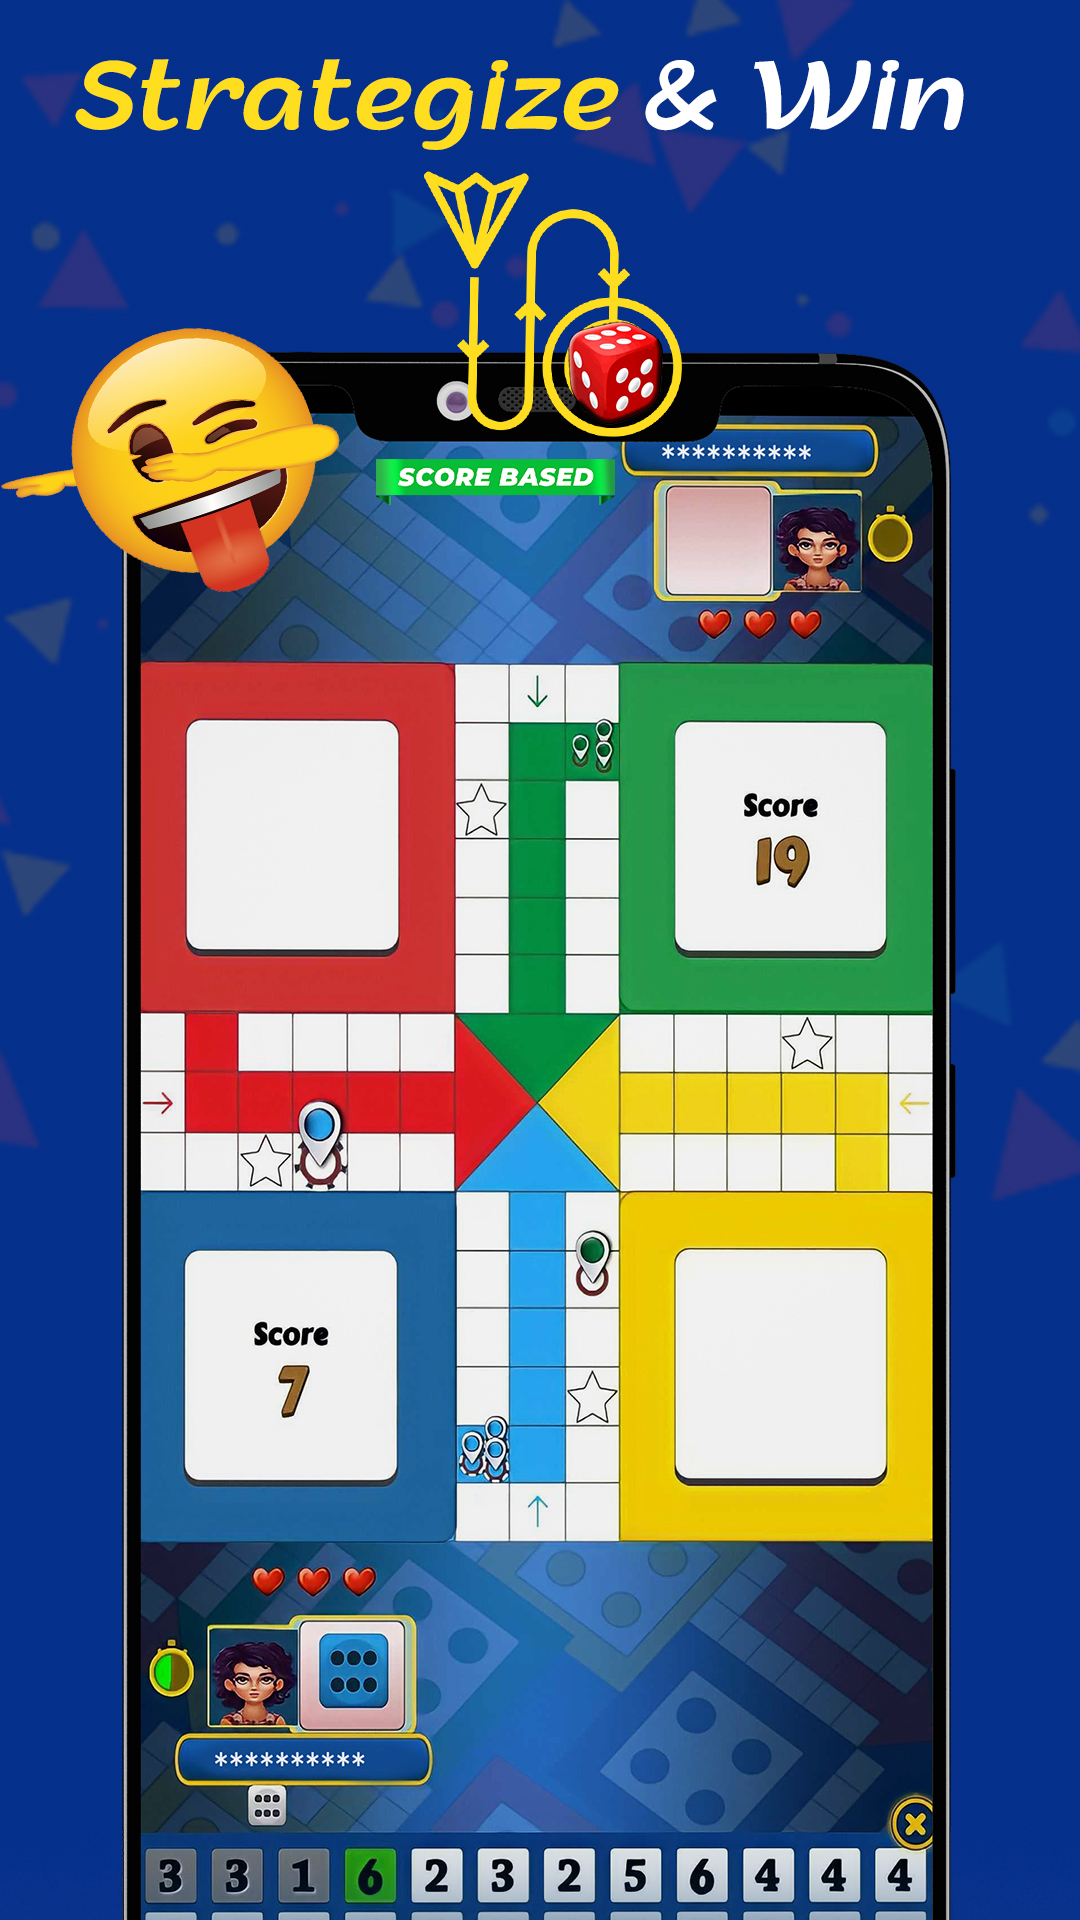 Strategize & Win
**********
SCORE BASED
Score
19
Score
7
**********
3 3 1 6 2 3 2 5 6 4 4 4